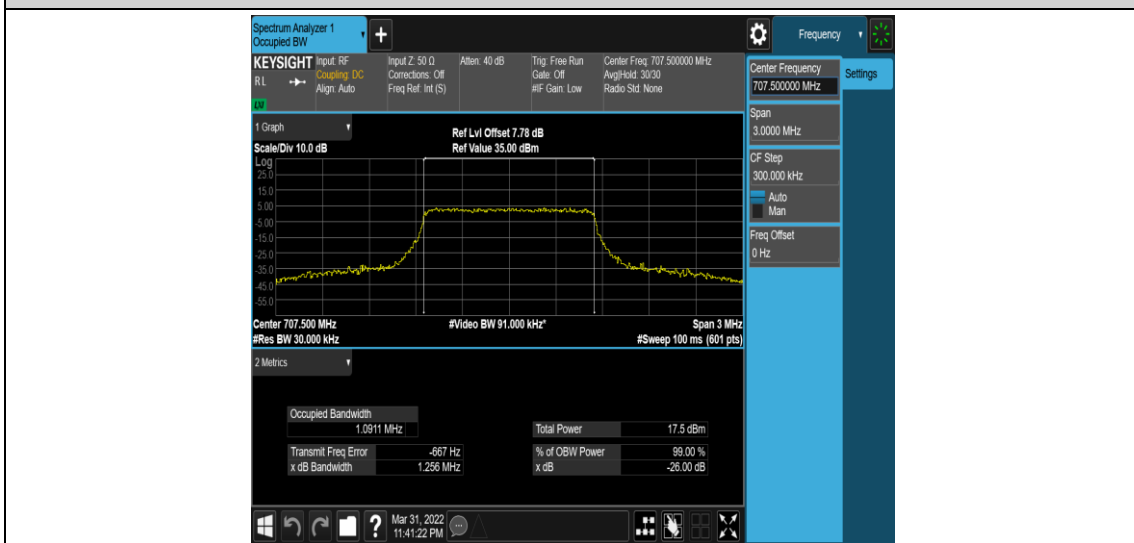 Spectrum Analyzer 1
Occupied BW
Frequency
KEYSIGHT
RL
LXI
Input: RF
Coupling: DC
Align: Auto
Input Z: 50 Ω
Corrections: Off
Freq Ref: Int (S)
Atten: 40 dB
Trig: Free Run
Gate: Off
#IF Gain: Low
Center Freq: 707.500000 MHz
Avg|Hold: 30/30
Radio Std: None
Center Frequency
707.500000 MHz
Settings
Span
3.0000 MHz
CF Step
300.000 kHz
Auto
Man
Freq Offset
0 Hz
1 Graph
Scale/Div 10.0 dB
Ref Lvl Offset 7.78 dB
Ref Value 35.00 dBm
Log
25.0
15.0
5.00
-5.00
-15.0
-25.0
-35.0
-45.0
-55.0
Center 707.500 MHz
#Video BW 91.000 kHz*
Span 3 MHz
#Res BW 30.000 kHz
#Sweep 100 ms (601 pts)
2 Metrics
Occupied Bandwidth
1.0911 MHz
Total Power 17.5 dBm
Transmit Freq Error -667 Hz
% of OBW Power 99.00 %
x dB Bandwidth 1.256 MHz
x dB -26.00 dB
?
Mar 31, 2022
11:41:22 PM